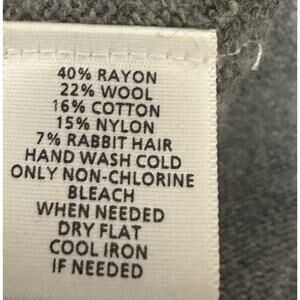 40% RAYON
22% WOOL
16% COTTON
15% NYLON
7% RABBIT HAIR
HAND WASH COLD
ONLY NON-CHLORINE
BLEACH
WHEN NEEDED
DRY FLAT
COOL IRON
IF NEEDED